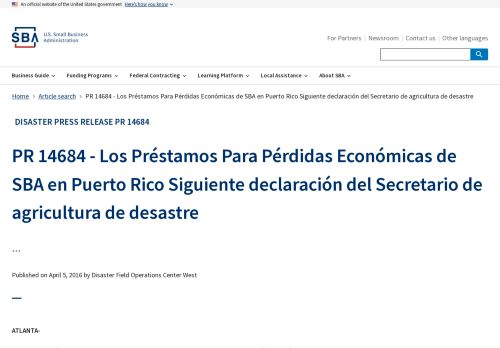 An official website of the United States government Here's how you know
SBA U.S. Small Business
Administration
For Partners Newsroom Contact us Other languages
Business Guide Funding Programs Federal Contracting Learning Platform Local Assistance About SBA
Home Article search PR 14684 - Los Préstamos Para Pérdidas Económicas de SBA en Puerto Rico Siguiente declaración del Secretario de agricultura de desastre
DISASTER PRESS RELEASE PR 14684
PR 14684 - Los Préstamos Para Pérdidas Económicas de
SBA en Puerto Rico Siguiente declaración del Secretario de
agricultura de desastre
...
Published on April 5, 2016 by Disaster Field Operations Center West
ATLANTA-